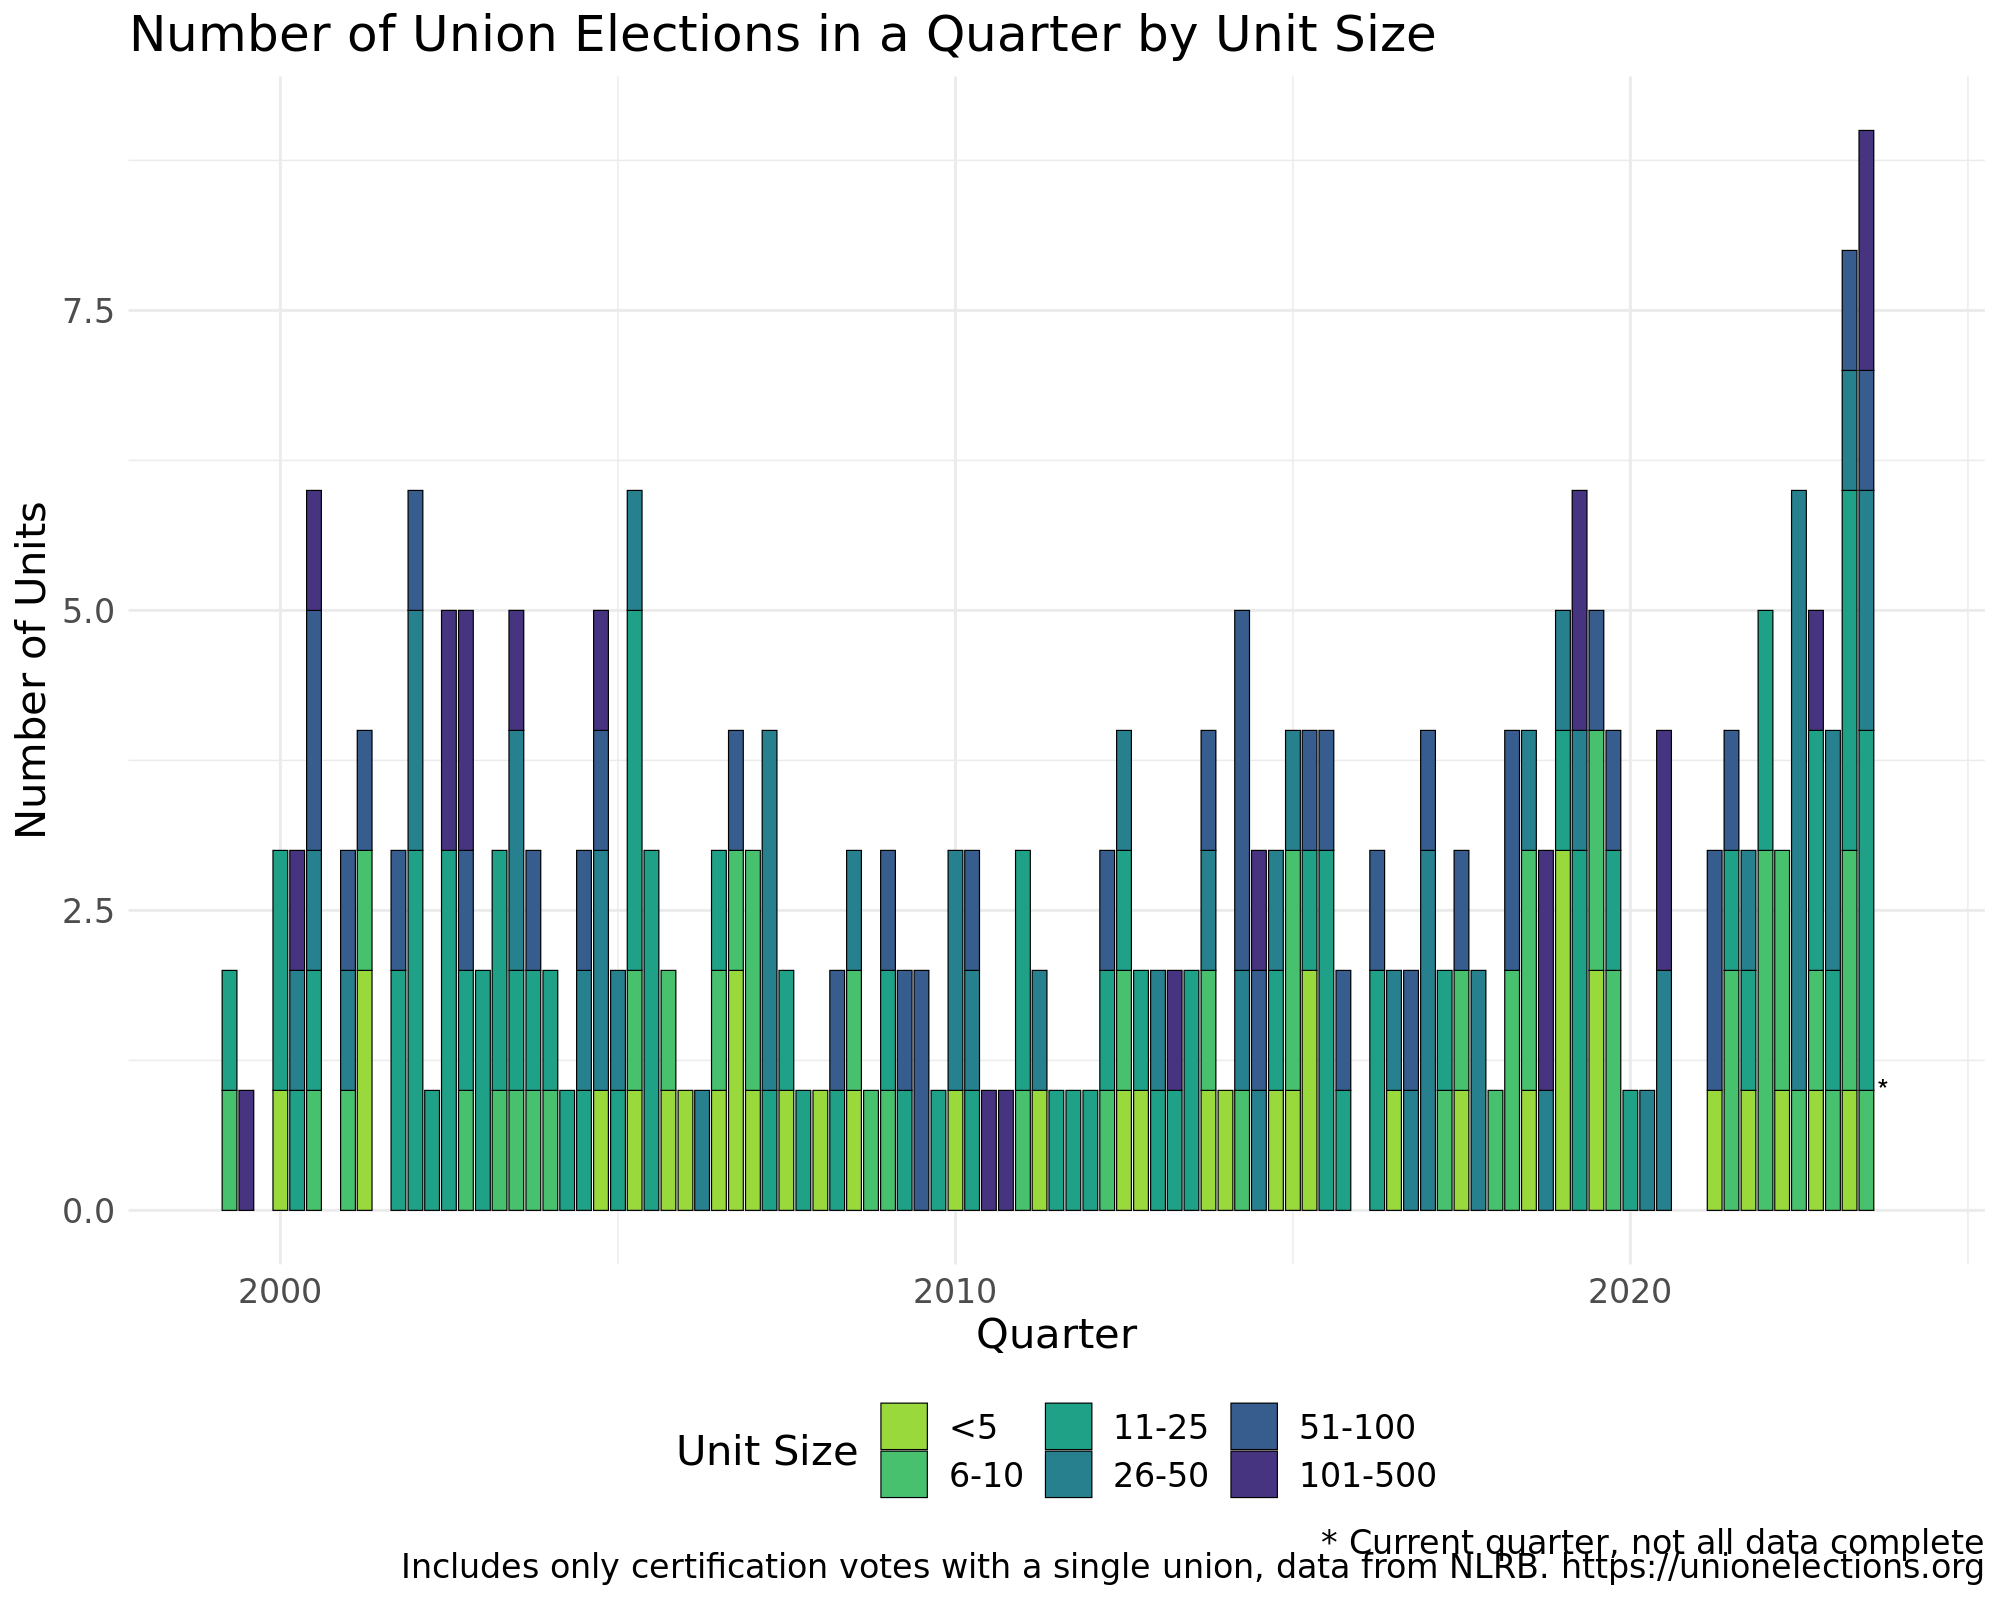 Number of Union Elections in a Quarter by Unit Size
Number of Units
7.5
5.0
2.5
0.0
*
2000 2010 2020
Quarter
Unit Size
<5 11-25 51-100
6-10 26-50 101-500
* Current quarter, not all data complete
Includes only certification votes with a single union, data from NLRB. https://unionelections.org